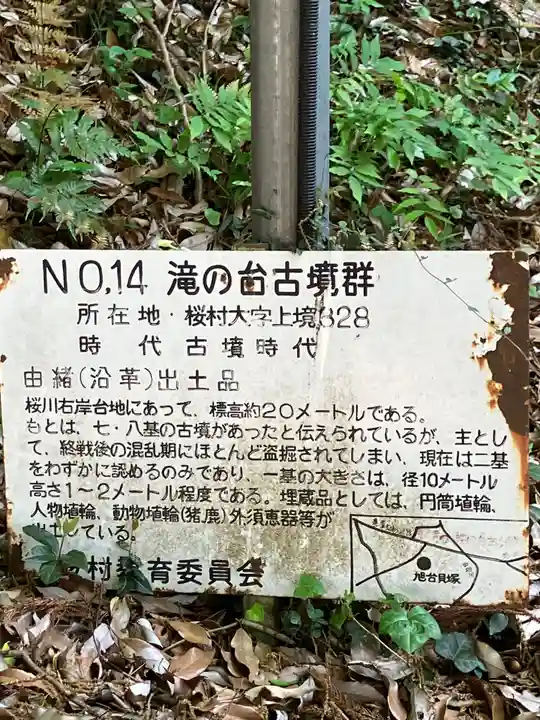 NO,14 滝の台古墳群
所在地・桜村大字上境828
時代 古墳時代
由緒(沿革)出土品
桜川右岸台地にあって、標高約20メートルである。
もとは、七・八基の古墳があったと伝えられているが、主とし
て、終戦後の混乱期にほとんど盗掘されてしまい、現在は二基
をわずかに認めるのみであり、一基の大きさは、径10メートル
高さ1〜2メートル程度である。埋蔵品としては、円筒埴輪、
人物埴輪、動物埴輪(猪,鹿)外須恵器等が
出土している。
村教育委員会
旭台貝塚